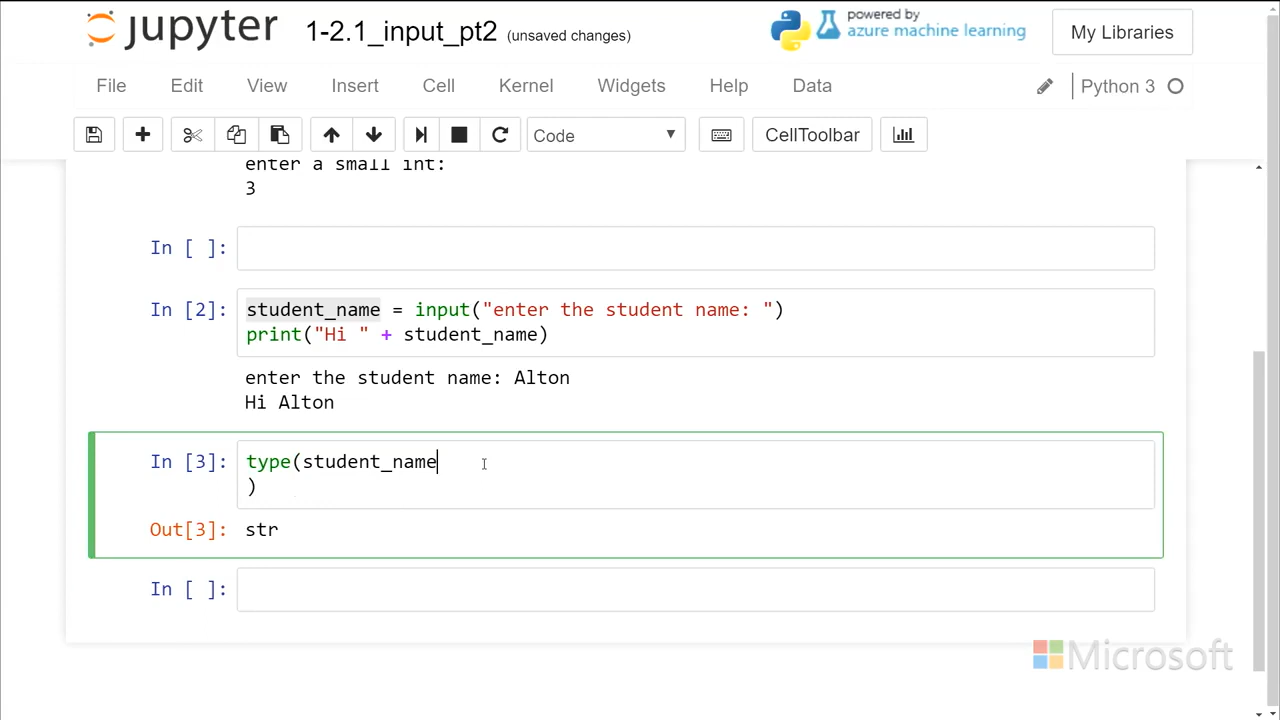 jupyter 1-2.1_input_pt2 (unsaved changes) powered by azure machine learning My Libraries
File Edit View Insert Cell Kernel Widgets Help Data Python 3
Code CellToolbar
enter a small int:
3
In [ ]:
In [2]: student_name = input("enter the student name: ")
print("Hi " + student_name)
enter the student name: Alton
Hi Alton
In [3]: type(student_name
)
Out[3]: str
In [ ]:
Microsoft